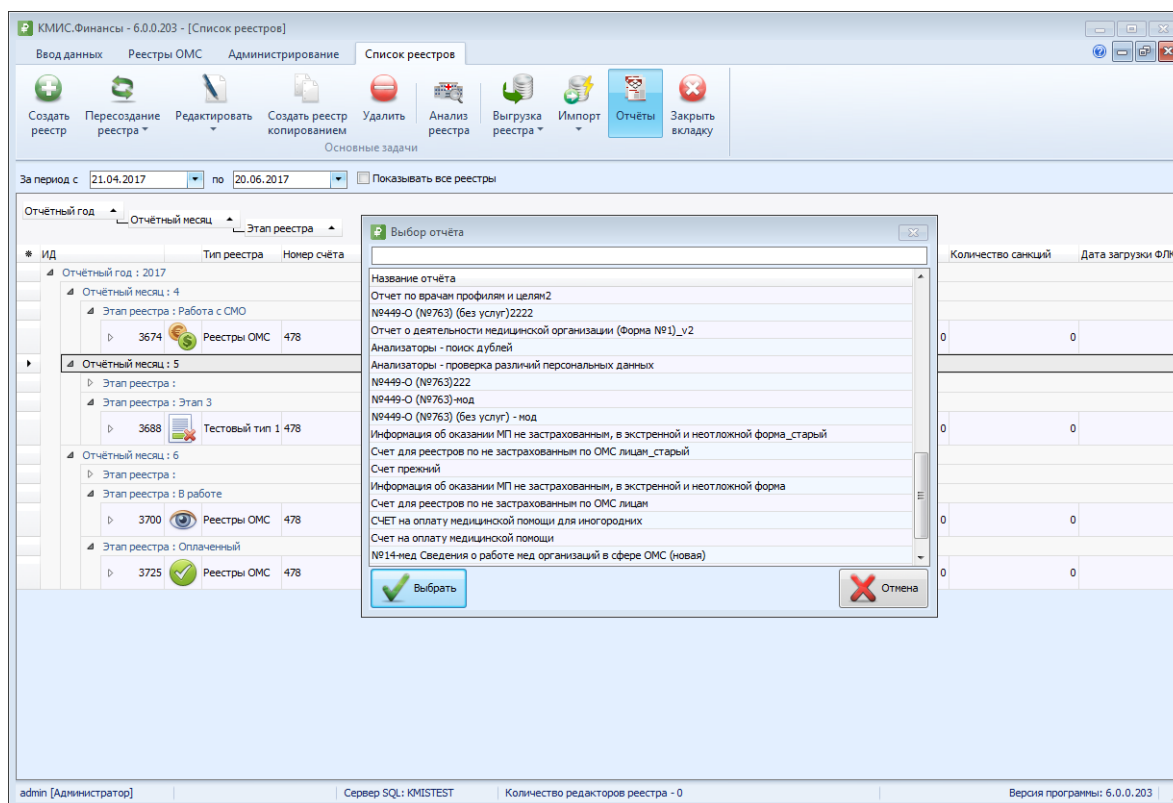 КМИС.Финансы - 6.0.0.203 - [Список реестров]
Ввод данных Реестры ОМС Администрирование Список реестров
Создать реестр
Пересоздание реестра
Редактировать
Создать реестр копированием
Удалить
Анализ реестра
Выгрузка реестра
Импорт
Отчёты
Закрыть вкладку
Основные задачи
За период с 21.04.2017 по 20.06.2017 Показывать все реестры
Отчётный год
Отчётный месяц
Этап реестра
ИД Тип реестра Номер счёта Количество санкций Дата загрузки ФЛК
Отчётный год : 2017
Отчётный месяц : 4
Этап реестра : Работа с СМО
3674 Реестры ОМС 478 0 0
Отчётный месяц : 5
Этап реестра :
Этап реестра : Этап 3
3688 Тестовый тип 1 478 0 0
Отчётный месяц : 6
Этап реестра :
Этап реестра : В работе
3700 Реестры ОМС 478 0 0
Этап реестра : Оплаченный
3725 Реестры ОМС 478 0 0
Выбор отчёта
Название отчёта
Отчет по врачам профилям и целям2
№449-О (№763) (без услуг)2222
Отчет о деятельности медицинской организации (Форма №1)_v2
Анализаторы - поиск дублей
Анализаторы - проверка различий персональных данных
№449-О (№763)222
№449-О (№763)-мод
№449-О (№763) (без услуг) - мод
Информация об оказании МП не застрахованным, в экстренной и неотложной форма_старый
Счет для реестров по не застрахованным по ОМС лицам_старый
Счет прежний
Информация об оказании МП не застрахованным, в экстренной и неотложной форма
Счет для реестров по не застрахованным по ОМС лицам
СЧЕТ на оплату медицинской помощи для иногородних
Счет на оплату медицинской помощи
№14-мед Сведения о работе мед организаций в сфере ОМС (новая)
Выбрать Отмена
admin [Администратор] Сервер SQL: KMISTEST Количество редакторов реестра - 0 Версия программы: 6.0.0.203